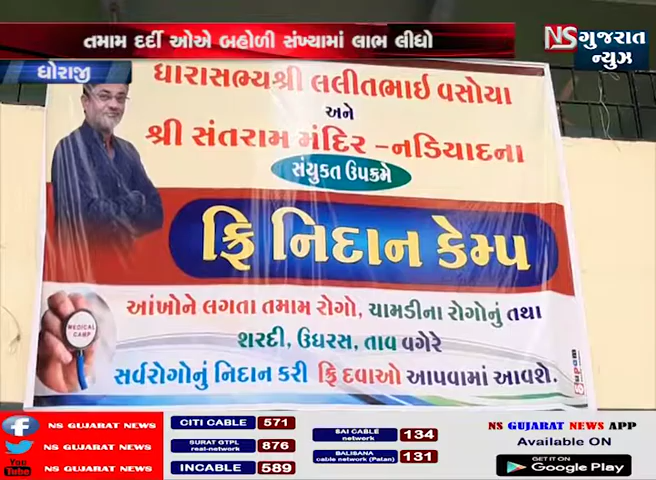 તમામ દર્દી ઓએ બહોળી સંખ્યામાં લાભ લીધો
NS ગુજરાત
ન્યુઝ
ધોરાજી
ધારાસભ્યશ્રી લલીતભાઈ વસોયા
અને
શ્રી સંતરામ મંદિર -નડિયાદના
સંયુકત ઉપક્રમે
ફ્રિ નિદાન કેમ્પ
આંખોને લગતા તમામ રોગો, ચામડીના રોગોનું તથા
શરદી, ઉધરસ, તાવ વગેરે
સર્વરોગોનું નિદાન કરી ફ્રિ દવાઓ આપવામાં આવશે.
MEDICAL
CAMP
NS GUJARAT NEWS
NS GUJARAT NEWS
You Tube NS GUJARAT NEWS
CITI CABLE 571
SURAT GTPL
real-network 876
INCABLE 589
SAI CABLE
network 134
BALISANA
cable network (Patan) 131
NS GUJARAT NEWS APP
Available ON
GET IT ON
Google Play